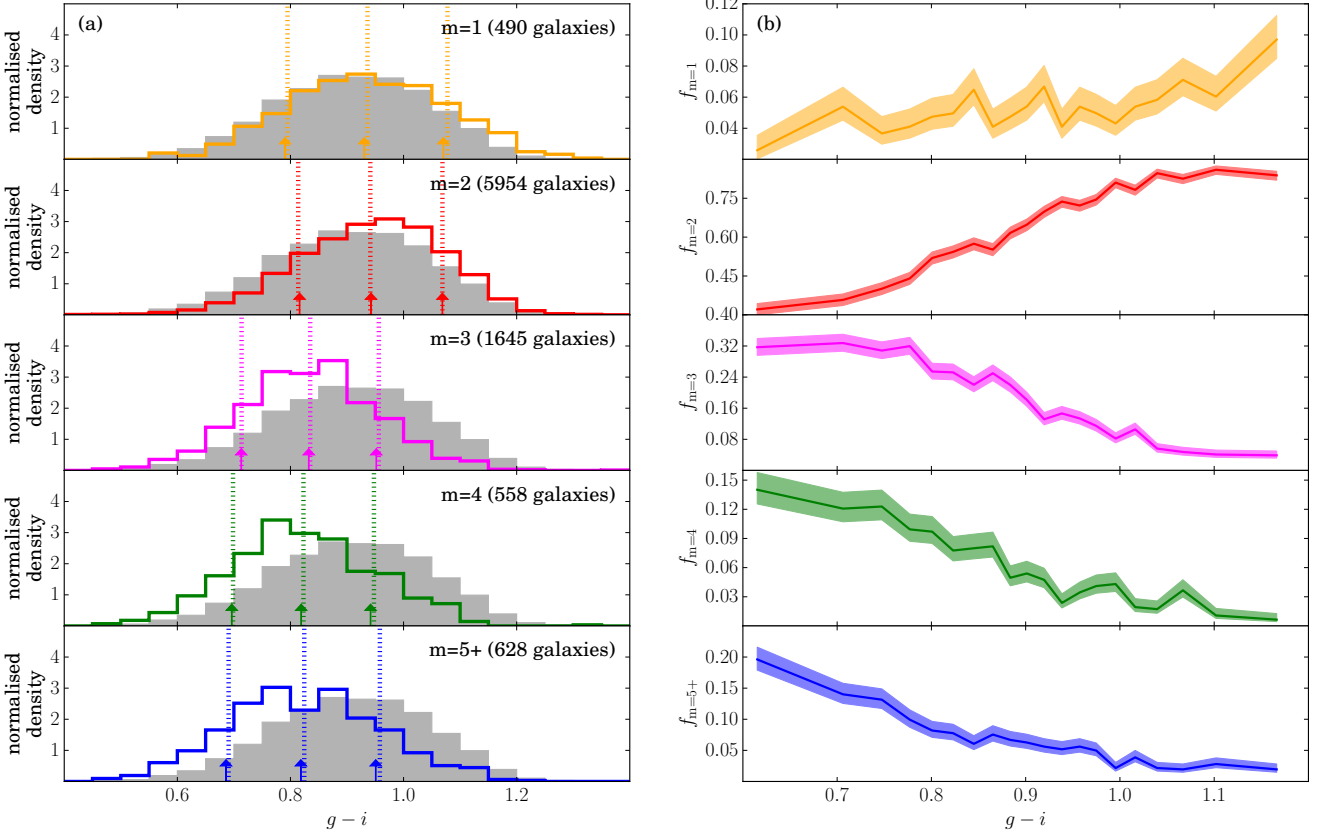 (a)
m=1 (490 galaxies)
normalised
density
4
3
2
1
m=2 (5954 galaxies)
normalised
density
4
3
2
1
m=3 (1645 galaxies)
normalised
density
4
3
2
1
m=4 (558 galaxies)
normalised
density
4
3
2
1
m=5+ (628 galaxies)
normalised
density
4
3
2
1
0.6 0.8 1.0 1.2
g − i
(b)
f_{m=1}
0.12
0.10
0.08
0.06
0.04
f_{m=2}
0.75
0.60
0.45
0.40
f_{m=3}
0.32
0.24
0.16
0.08
f_{m=4}
0.15
0.12
0.09
0.06
0.03
f_{m=5+}
0.20
0.15
0.10
0.05
0.7 0.8 0.9 1.0 1.1
g − i